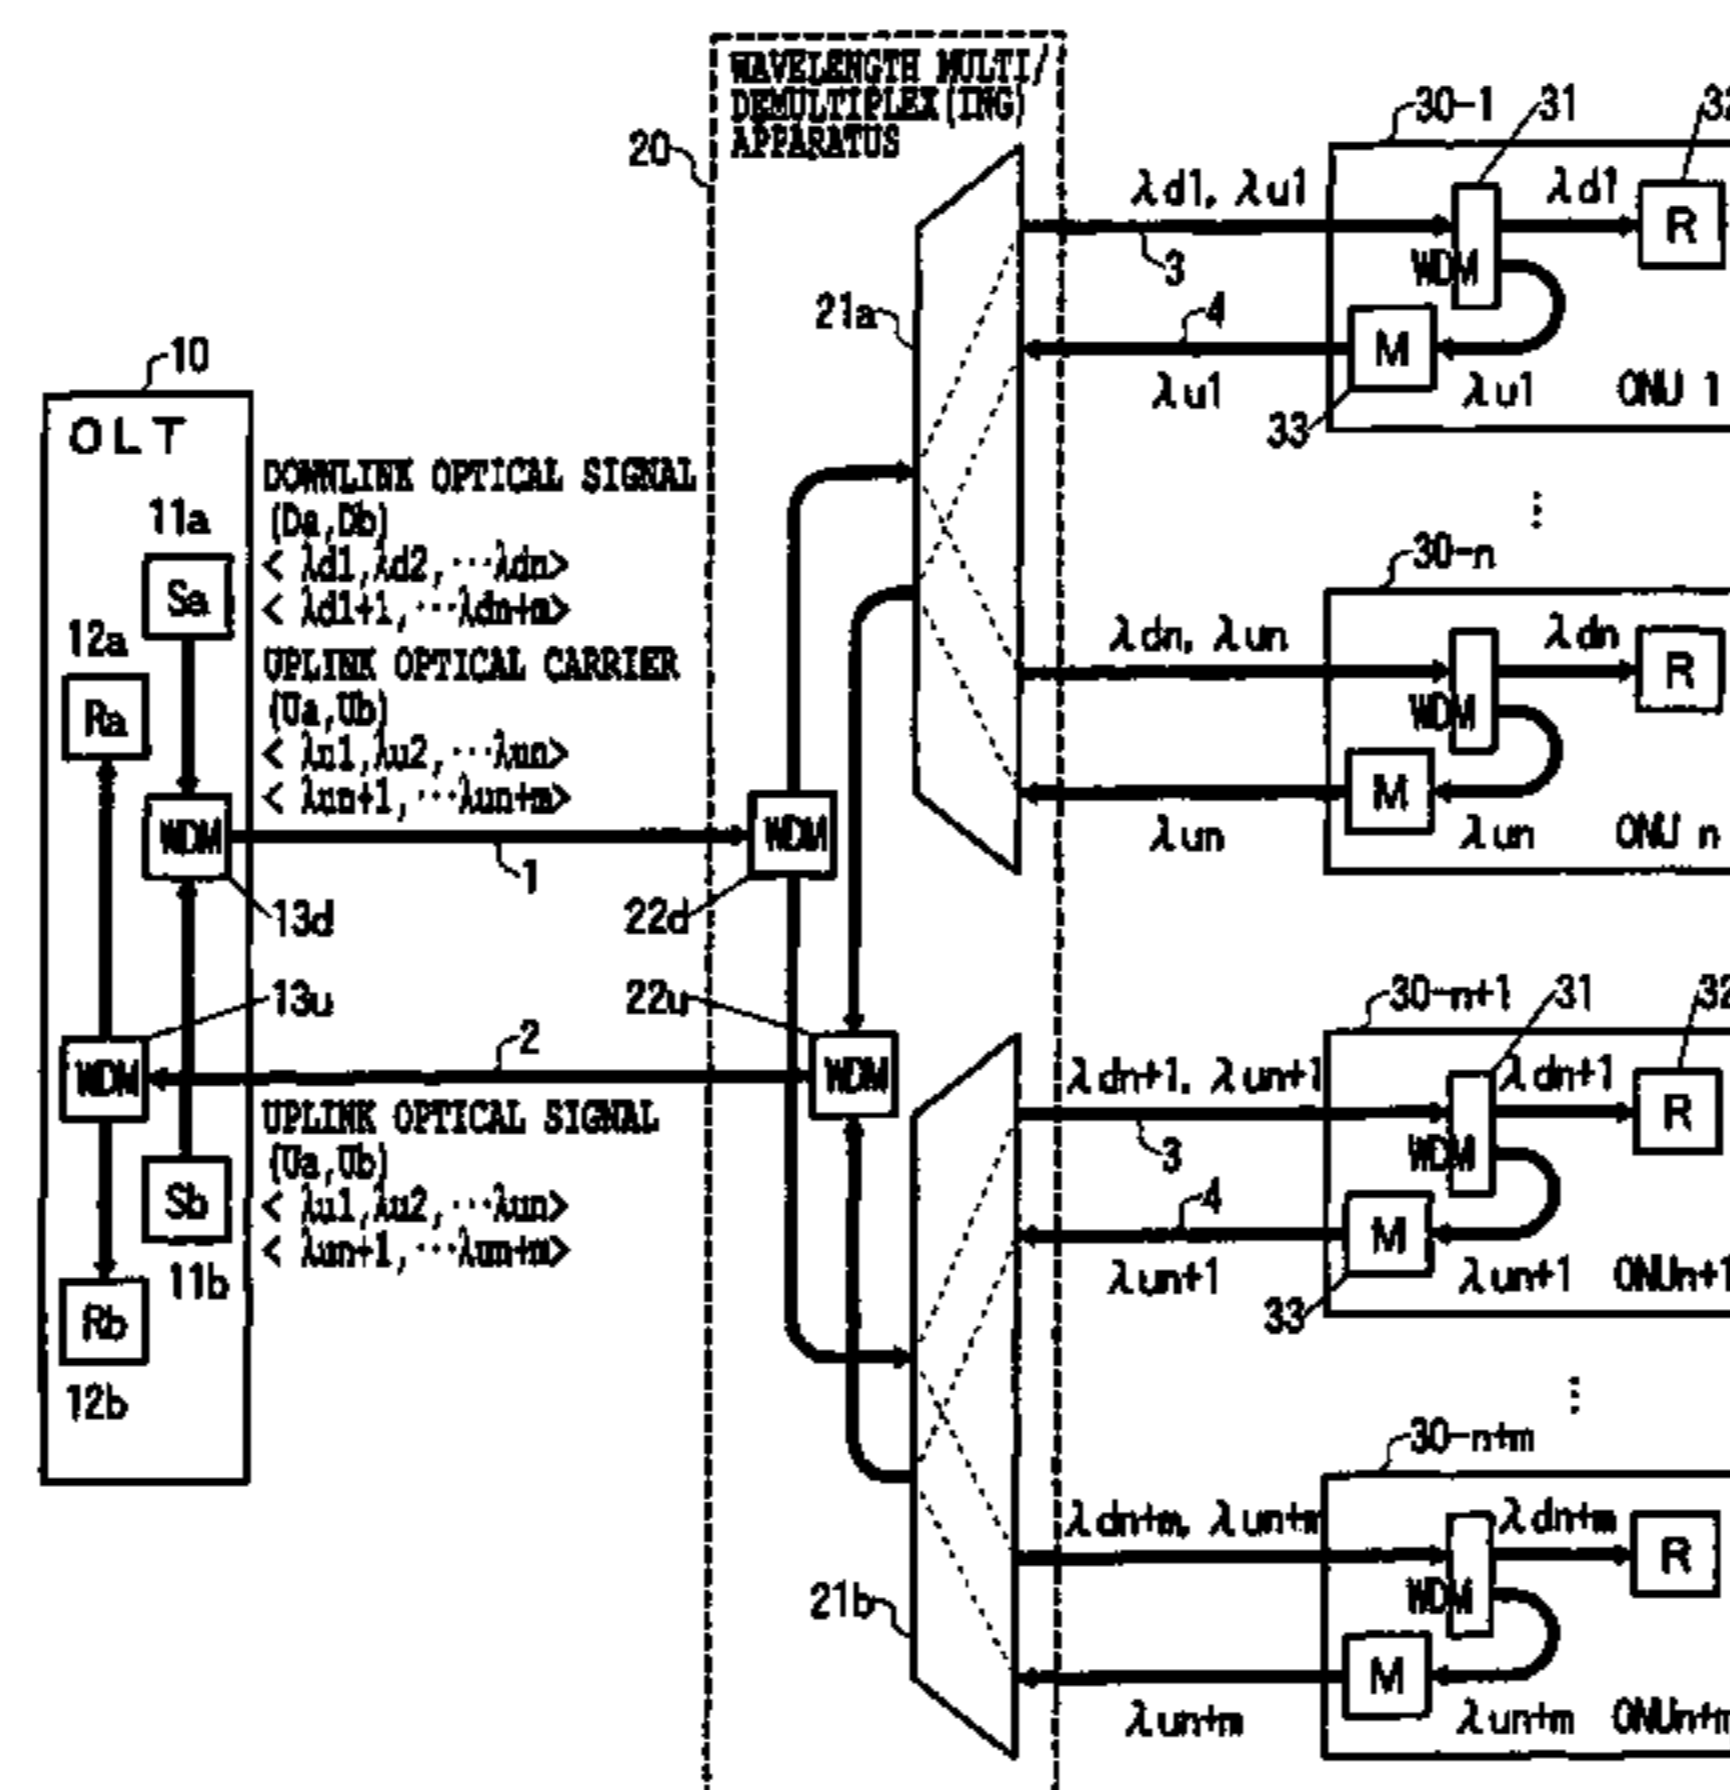 WAVELENGTH MULTI/
DEMULTIPLEX(ING)
APPARATUS
20
21a
10
OLT
11a
Sa
12a
Ra
WDM
13d
13u
WDM
Sb
11b
Rb
12b
DOWNLINK OPTICAL SIGNAL
(Da,Db)
< λd1,λd2,···λdn>
< λd1+1,···λdn+m>
UPLINK OPTICAL CARRIER
(Ua,Ub)
< λu1,λu2,···λun>
< λun+1,···λun+m>
1
2
UPLINK OPTICAL SIGNAL
(Ua,Ub)
< λu1,λu2,···λun>
< λun+1,···λun+m>
WDM
22d
22u
WDM
21b
30-1
31
λd1, λu1
3
WDM
λd1
R
4
λu1
M
33
λu1
ONU 1
⋮
30-n
λdn, λun
WDM
λdn
R
λun
M
λun
ONU n
30-n+1
31
λdn+1, λun+1
3
WDM
λdn+1
R
4
λun+1
M
33
λun+1
ONUn+1
⋮
30-n+m
λdn+m, λun+m
WDM
λdn+m
R
λun+m
M
λun+m
ONUn+m